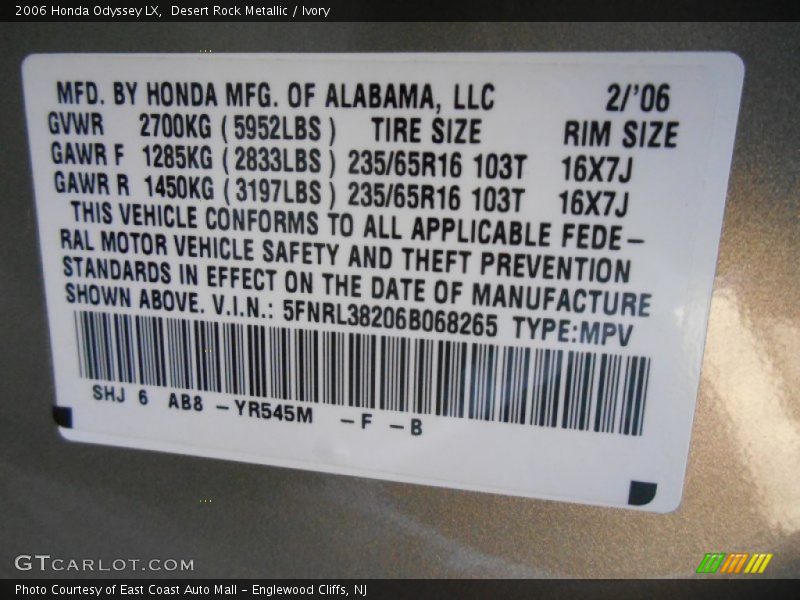 2006 Honda Odyssey LX, Desert Rock Metallic / Ivory
MFD. BY HONDA MFG. OF ALABAMA, LLC 2/'06
GVWR 2700KG (5952LBS) TIRE SIZE RIM SIZE
GAWR F 1285KG (2833LBS) 235/65R16 103T 16X7J
GAWR R 1450KG (3197LBS) 235/65R16 103T 16X7J
THIS VEHICLE CONFORMS TO ALL APPLICABLE FEDE-
RAL MOTOR VEHICLE SAFETY AND THEFT PREVENTION
STANDARDS IN EFFECT ON THE DATE OF MANUFACTURE
SHOWN ABOVE. V.I.N.: 5FNRL38206B068265 TYPE:MPV
SHJ 6 AB8 -YR545M -F -B
GTCARLOT.COM
Photo Courtesy of East Coast Auto Mall - Englewood Cliffs, NJ